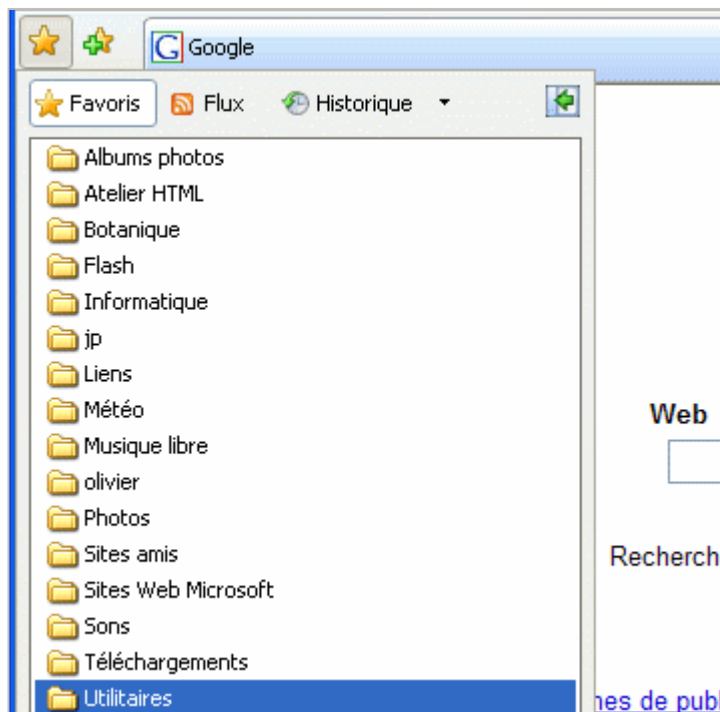 Google
Favoris Flux Historique
Albums photos
Atelier HTML
Botanique
Flash
Informatique
jp
Liens
Météo
Musique libre
olivier
Photos
Sites amis
Sites Web Microsoft
Sons
Téléchargements
Utilitaires
Web
Recherch
nes de publ